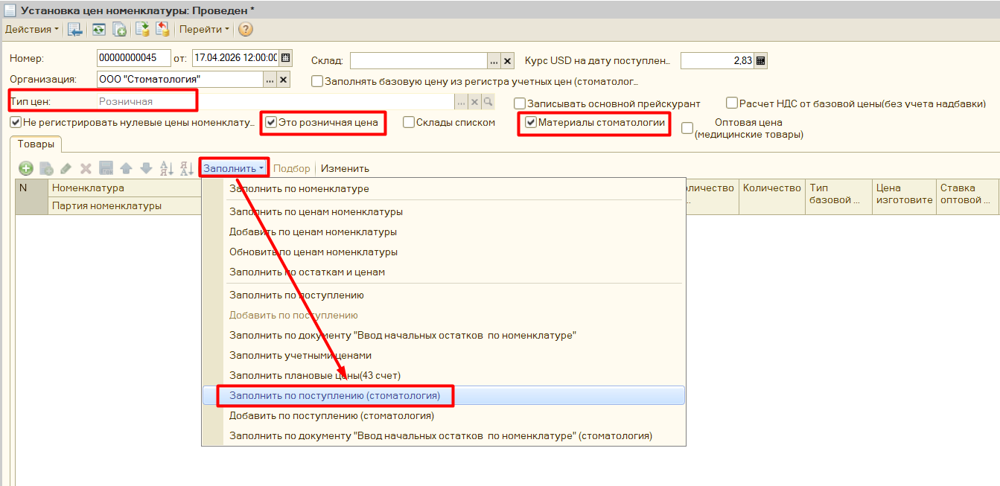 Установка цен номенклатуры: Проведен *
Действия Перейти
Номер: 00000000045 от: 17.04.2026 12:00:00 Склад: Курс USD на дату поступлен... 2,83
Организация: ООО "Стоматология" Заполнять базовую цену из регистра учетных цен (стоматолог...
Тип цен: Розничная Записывать основной прейскурант Расчет НДС от базовой цены(без учета надбавки)
Не регистрировать нулевые цены номенклату... Это розничная цена Склады списком Материалы стоматологии Оптовая цена
(медицинские товары)
Товары
Заполнить Подбор Изменить
N Номенклатура Количество Тип Цена Ставка
базовой ... изготовите оптовой ...
Партия номенклатуры
Заполнить по номенклатуре
Заполнить по ценам номенклатуры
Добавить по ценам номенклатуры
Обновить по ценам номенклатуры
Заполнить по остаткам и ценам
Заполнить по поступлению
Добавить по поступлению
Заполнить по документу "Ввод начальных остатков по номенклатуре"
Заполнить учетными ценами
Заполнить плановые цены(43 счет)
Заполнить по поступлению (стоматология)
Добавить по поступлению (стоматология)
Заполнить по документу "Ввод начальных остатков по номенклатуре" (стоматология)